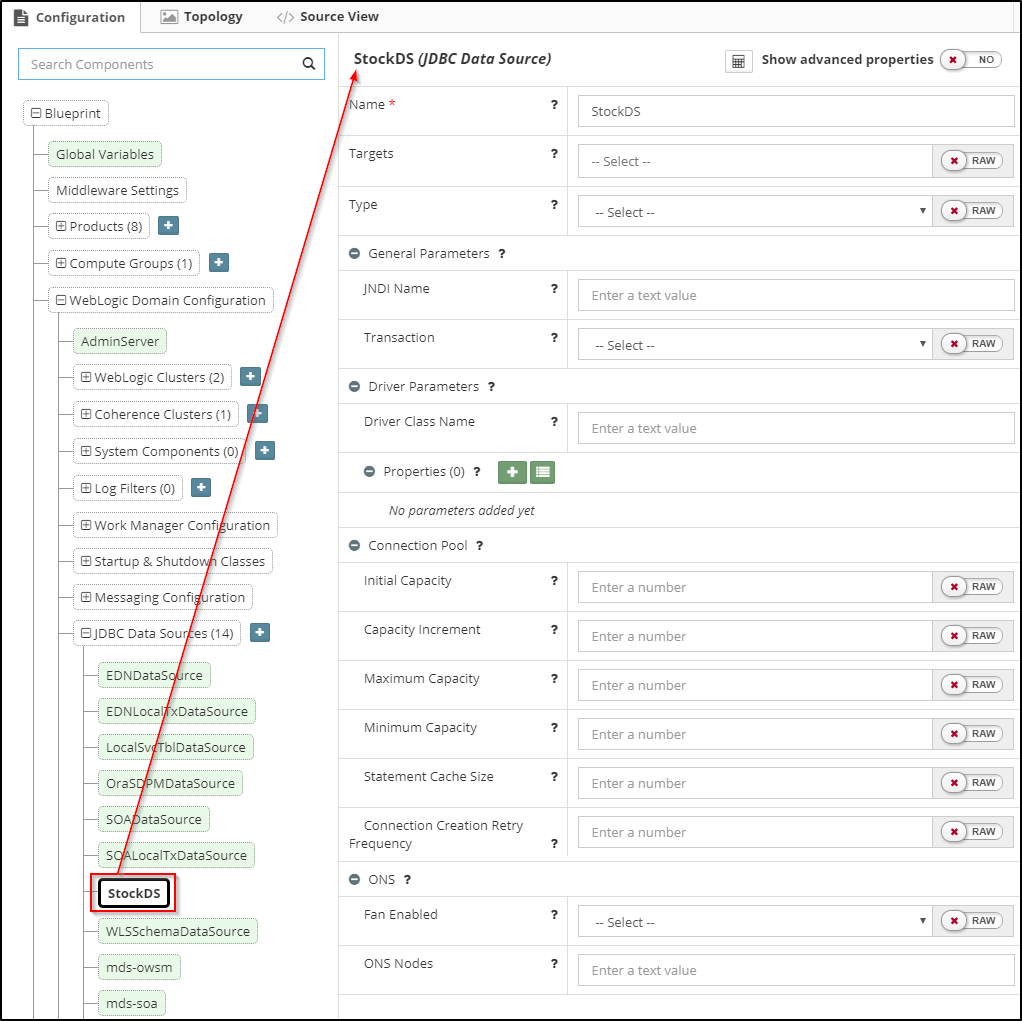 Configuration
Topology
</> Source View
Search Components
Blueprint
Global Variables
Middleware Settings
Products (8)
Compute Groups (1)
WebLogic Domain Configuration
AdminServer
WebLogic Clusters (2)
Coherence Clusters (1)
System Components (0)
Log Filters (0)
Work Manager Configuration
Startup & Shutdown Classes
Messaging Configuration
JDBC Data Sources (14)
EDNDataSource
EDNLocalTxDataSource
LocalSvcTblDataSource
OraSDPMDataSource
SOADataSource
SOALocalTxDataSource
StockDS
WLSSchemaDataSource
mds-owsm
mds-soa
StockDS (JDBC Data Source)
Show advanced properties NO
Name * ? StockDS
Targets ? -- Select -- RAW
Type ? -- Select -- RAW
General Parameters ?
JNDI Name ? Enter a text value
Transaction ? -- Select -- RAW
Driver Parameters ?
Driver Class Name ? Enter a text value
Properties (0) ?
No parameters added yet
Connection Pool ?
Initial Capacity ? Enter a number RAW
Capacity Increment ? Enter a number RAW
Maximum Capacity ? Enter a number RAW
Minimum Capacity ? Enter a number RAW
Statement Cache Size ? Enter a number RAW
Connection Creation Retry
Frequency ? Enter a number RAW
ONS ?
Fan Enabled ? -- Select -- RAW
ONS Nodes ? Enter a text value